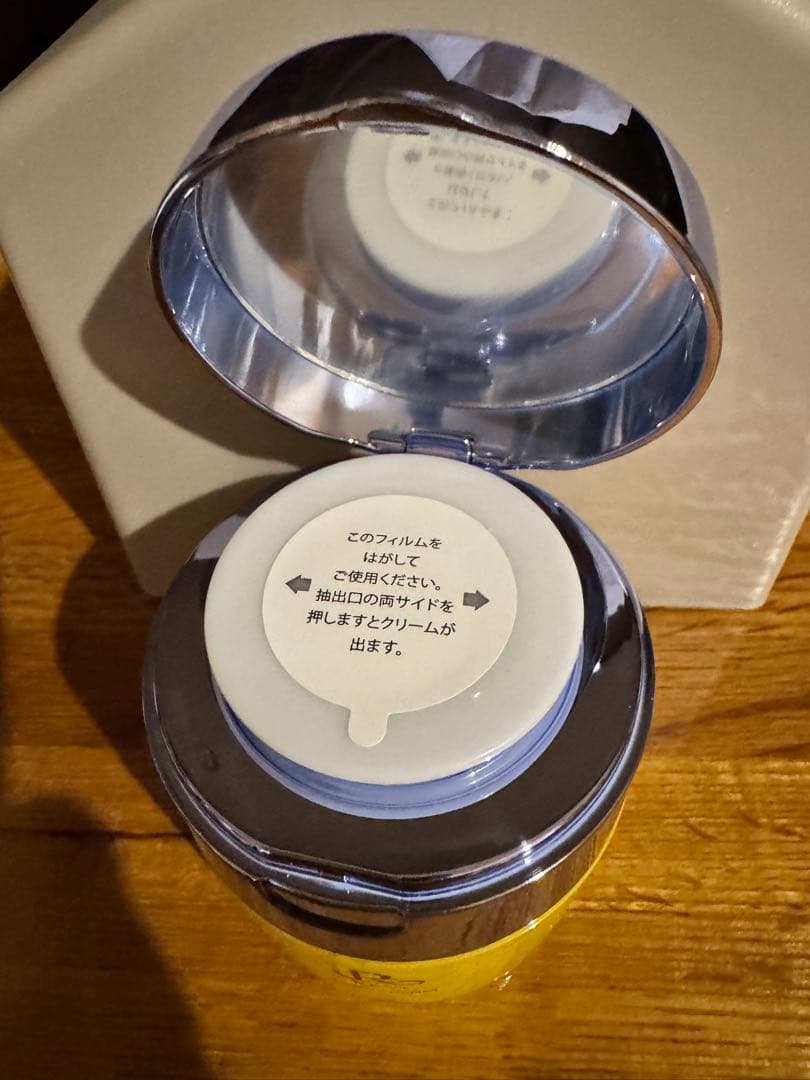 このフィルムを
はがして
ご使用ください。
抽出口の両サイドを
押しますとクリームが
出ます。